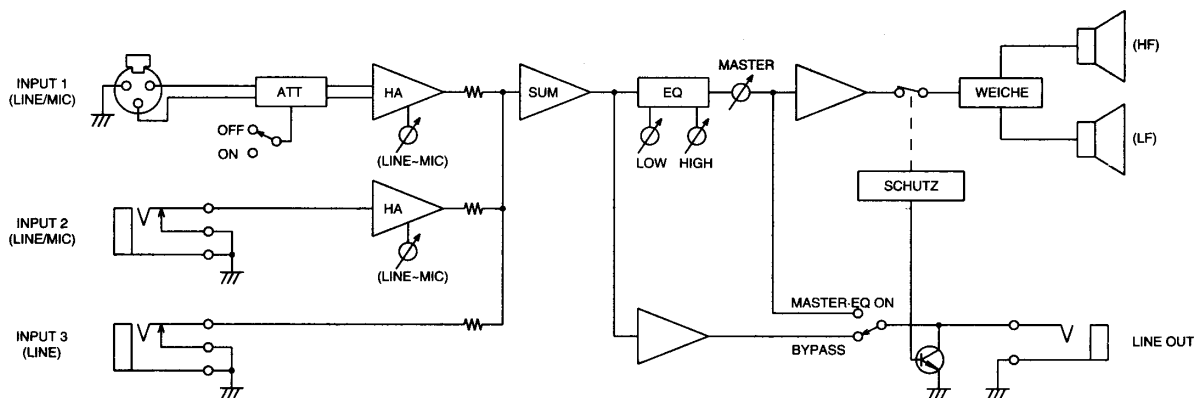 INPUT 1
(LINE/MIC)
ATT
OFF
ON
HA
(LINE~MIC)
SUM
EQ
LOW
HIGH
MASTER
WEICHE
(HF)
(LF)
SCHUTZ
INPUT 2
(LINE/MIC)
HA
(LINE~MIC)
INPUT 3
(LINE)
MASTER·EQ ON
BYPASS
LINE OUT